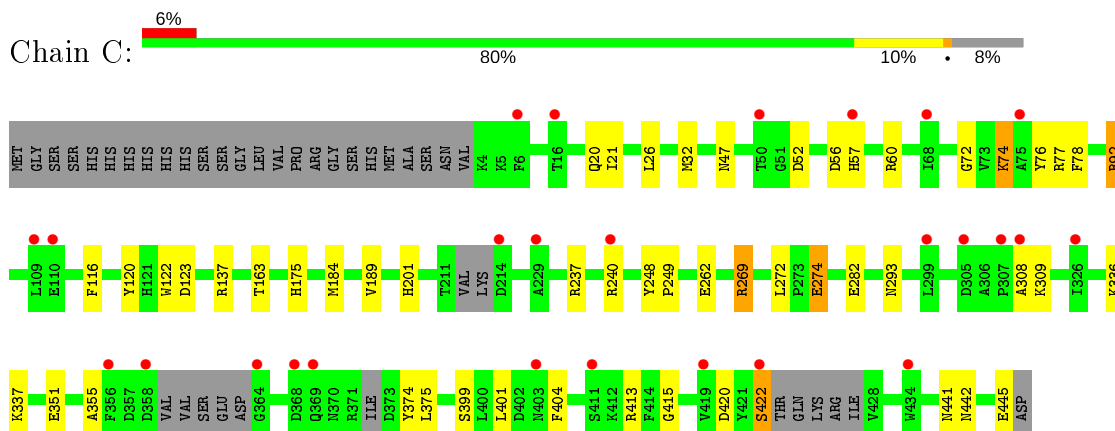 6%
Chain C:
80% 10% • 8%
MET GLY SER SER HIS HIS HIS HIS HIS HIS SER SER GLY LEU VAL PRO ARG GLY SER HIS MET ALA SER ASN VAL K4 K5 F6 T16 Q20 I21 L26 M32 N47 T50 G51 D52 D56 H57 R60 I68 G72 V73 K74 A75 Y76 R77 F78
L109 E110 F116 Y120 H121 W122 D123 R137 T163 H175 M184 V189 H201 T211 VAL LYS D214 A229 R237 R240 Y248 P249 E262 R269 L272 P273 E274 E282 N293 L299 D305 A306 P307 A308 K309 I326 K336
K337 E351 A355 F356 D357 D358 VAL VAL SER GLU ASP G364 D368 Q369 N370 R371 ILE D373 Y374 L375 S399 L400 L401 D402 N403 F404 S411 K412 R413 F414 G415 V419 D420 Y421 S422 THR GLN LYS ARG ILE V428 W434 N441 N442 E445 ASP